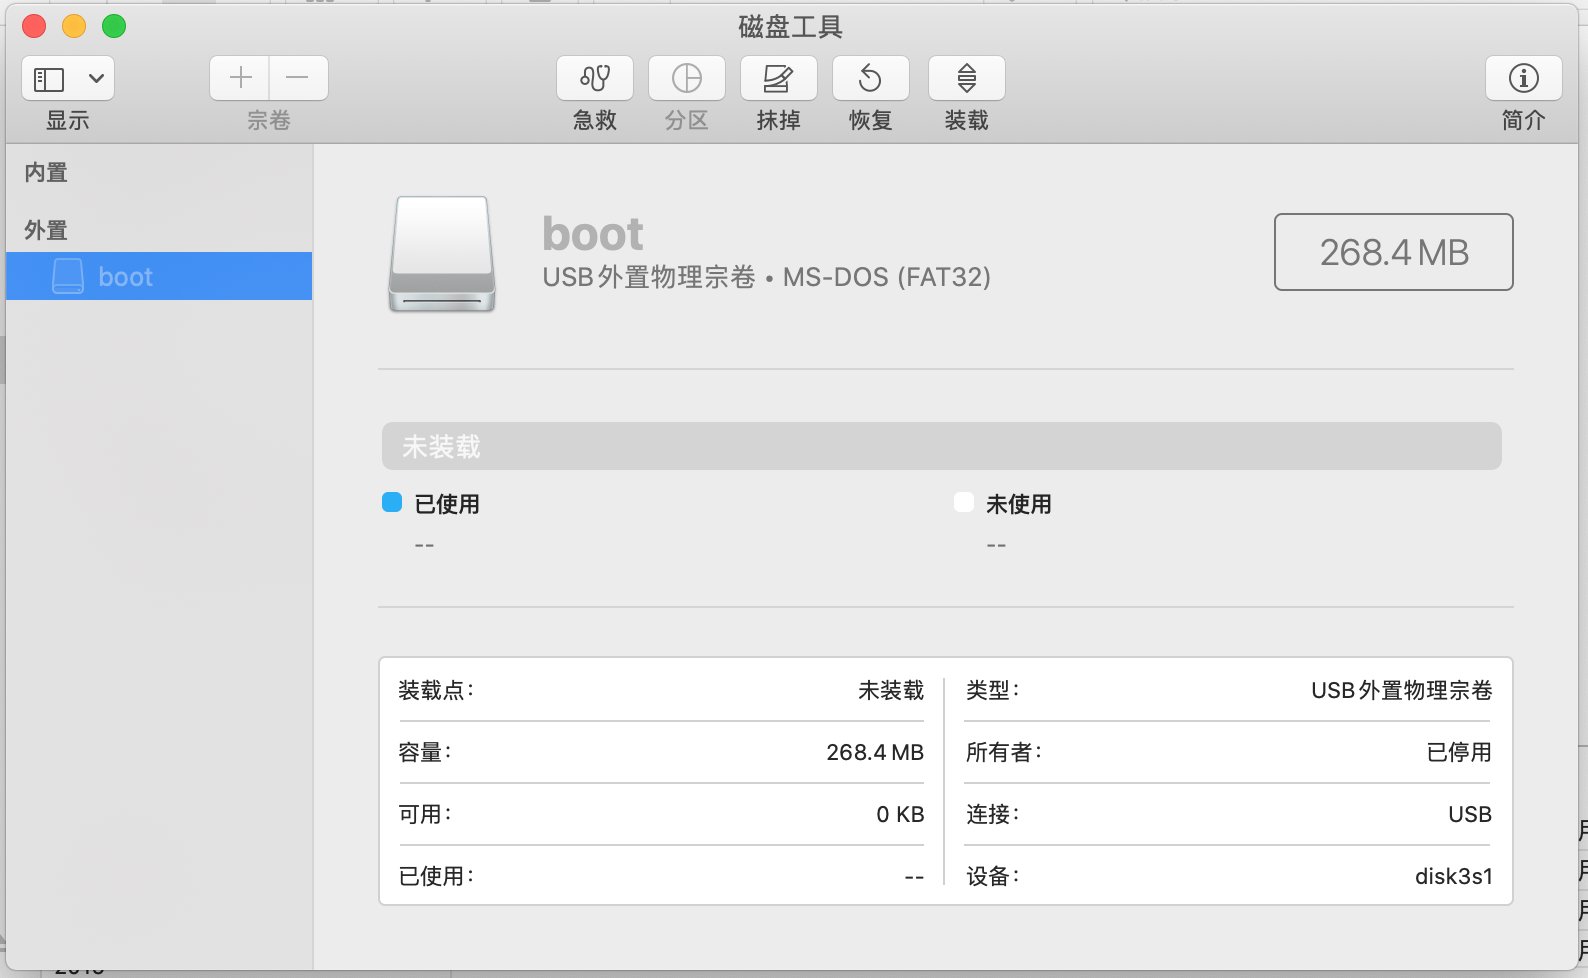 磁盘工具
显示
宗卷
急救
分区
抹掉
恢复
装载
简介
内置
外置
boot
boot
USB外置物理宗卷 • MS-DOS (FAT32)
268.4 MB
未装载
已使用
--
未使用
--
装载点：
未装载
容量：
268.4 MB
可用：
0 KB
已使用：
--
类型：
USB外置物理宗卷
所有者：
已停用
连接：
USB
设备：
disk3s1